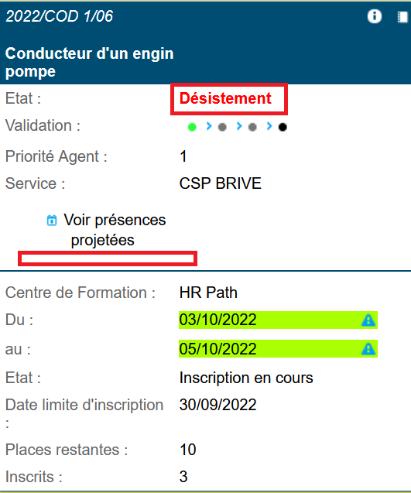 2022/COD 1/06
Conducteur d'un engin
pompe
Etat : Désistement
Validation :
Priorité Agent : 1
Service : CSP BRIVE
Voir présences
projetées
Centre de Formation : HR Path
Du : 03/10/2022
au : 05/10/2022
Etat : Inscription en cours
Date limite d'inscription 30/09/2022
:
Places restantes : 10
Inscrits : 3